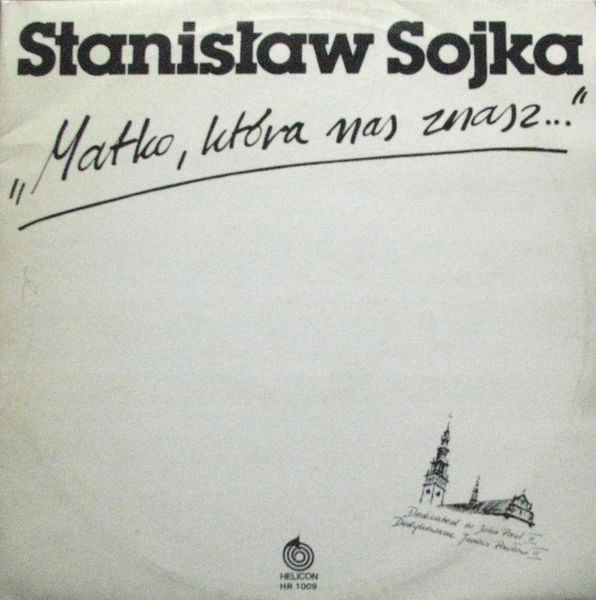 Stanisław Sojka
„Matko, która nas znasz..."
Dedicated to John Paul II
Dedykowane Janowi Pawłowi II
HELICON
HR 1009